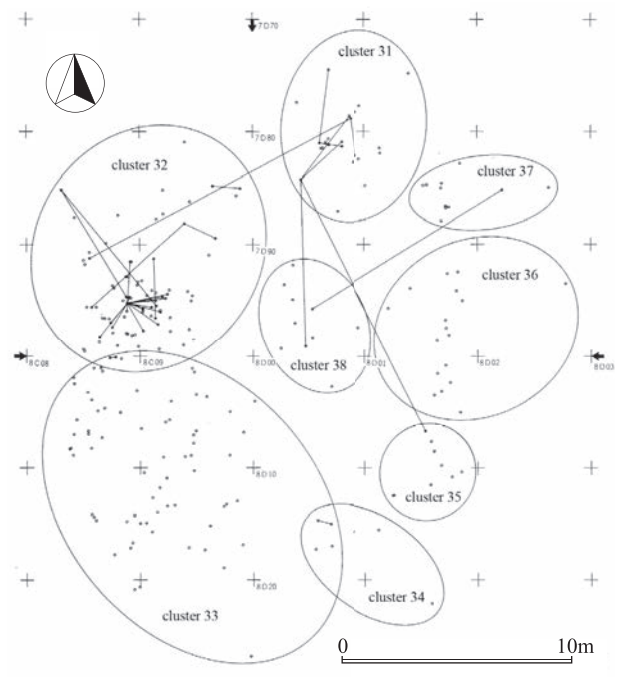 7D70
cluster 31
7D80
cluster 32
cluster 37
7D90
cluster 36
8C08
8C09
8D00
8D01
8D02
8D03
cluster 38
8D10
cluster 35
8D20
cluster 34
cluster 33
0
10m